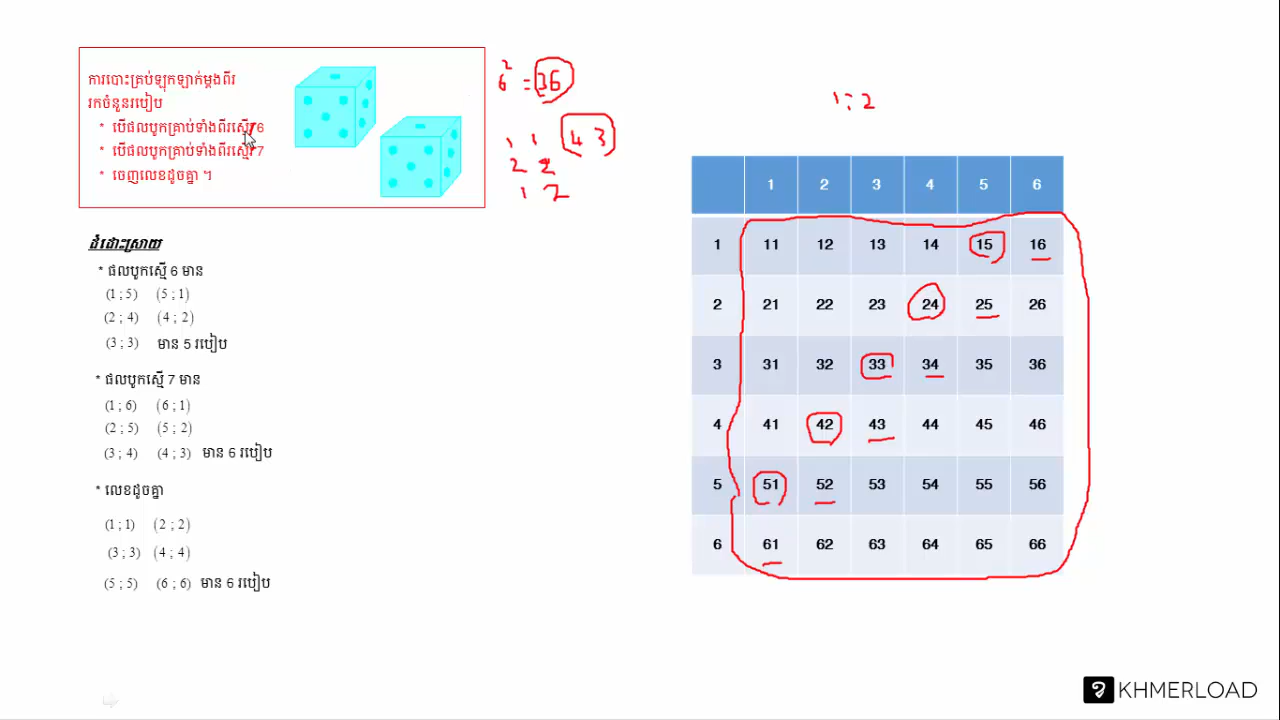 ការបោះគ្រាប់ឡុកឡាក់ម្តងពីរ
រកចំនួនរបៀប
* បើផលបូកគ្រាប់ទាំងពីរស្មើ 6
* បើផលបូកគ្រាប់ទាំងពីរស្មើ 7
* ចេញលេខដូចគ្នា ។
6² = 36
1 1 4 3
2 2
1 2
1 : 2
ដំដោះស្រាយ
* ផលបូកស្មើ 6 មាន
(1 ; 5) (5 ; 1)
(2 ; 4) (4 ; 2)
(3 ; 3) មាន 5 របៀប
* ផលបូកស្មើ 7 មាន
(1 ; 6) (6 ; 1)
(2 ; 5) (5 ; 2)
(3 ; 4) (4 ; 3) មាន 6 របៀប
* លេខដូចគ្នា
(1 ; 1) (2 ; 2)
(3 ; 3) (4 ; 4)
(5 ; 5) (6 ; 6) មាន 6 របៀប
1 2 3 4 5 6
1 11 12 13 14 15 16
2 21 22 23 24 25 26
3 31 32 33 34 35 36
4 41 42 43 44 45 46
5 51 52 53 54 55 56
6 61 62 63 64 65 66
KHMERLOAD